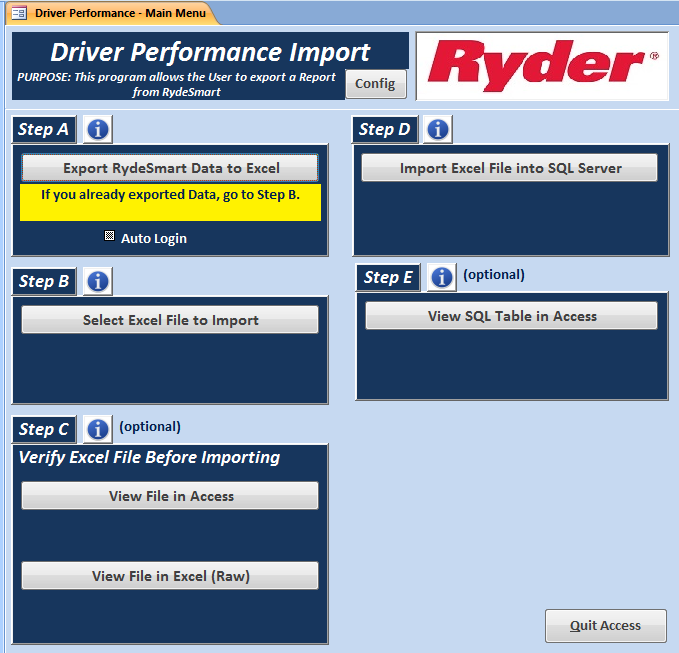 Driver Performance - Main Menu
Driver Performance Import
PURPOSE: This program allows the User to export a Report
from RydeSmart
Config
Ryder®
Step A
i
Export RydeSmart Data to Excel
If you already exported Data, go to Step B.
Auto Login
Step B
i
Select Excel File to Import
Step C
i
(optional)
Verify Excel File Before Importing
View File in Access
View File in Excel (Raw)
Step D
i
Import Excel File into SQL Server
Step E
i
(optional)
View SQL Table in Access
Quit Access